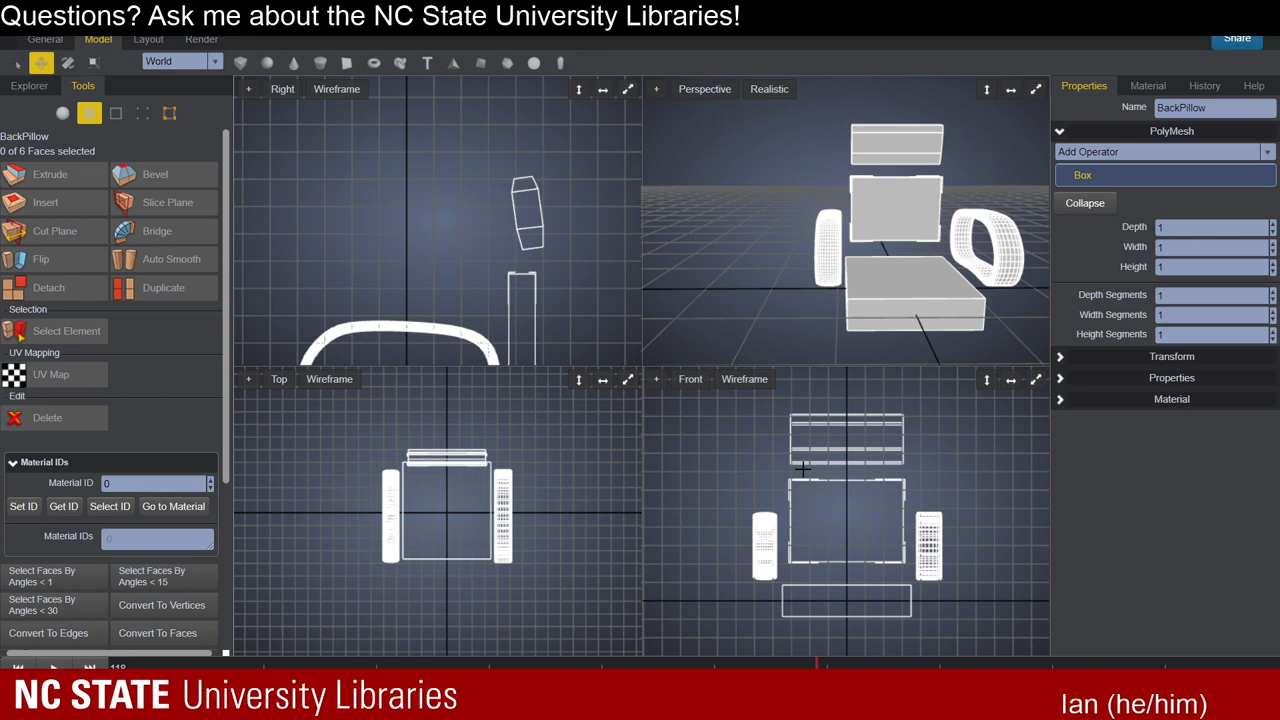 Questions? Ask me about the NC State University Libraries!
General Model Layout Render Share
World
Explorer Tools
Right Wireframe
Perspective Realistic
Properties Material History Help
BackPillow
0 of 6 Faces selected
Extrude Bevel
Insert Slice Plane
Cut Plane Bridge
Flip Auto Smooth
Detach Duplicate
Selection
Select Element
UV Mapping
UV Map
Edit
Delete
Material IDs
Material ID 0
Set ID Get ID Select ID Go to Material
Material IDs 0
Select Faces By Angles < 1
Select Faces By Angles < 15
Select Faces By Angles < 30
Convert To Vertices
Convert To Edges Convert To Faces
118
Top Wireframe
Front Wireframe
Name BackPillow
PolyMesh
Add Operator
Box
Collapse
Depth 1
Width 1
Height 1
Depth Segments 1
Width Segments 1
Height Segments 1
Transform
Properties
Material
NC STATE University Libraries
Ian (he/him)